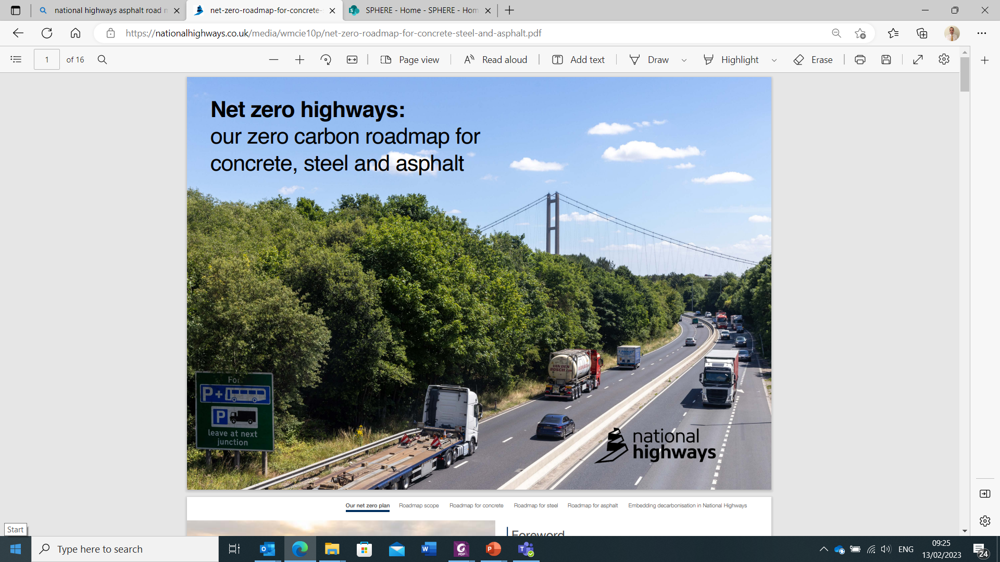 national highways asphalt road
net-zero-roadmap-for-concrete-
SPHERE - Home - SPHERE - Hom
https://nationalhighways.co.uk/media/wmcie10p/net-zero-roadmap-for-concrete-steel-and-asphalt.pdf
1 of 16
Page view
Read aloud
Add text
Draw
Highlight
Erase
Net zero highways:
our zero carbon roadmap for
concrete, steel and asphalt
For
P+
P
leave at next
junction
VAN DEN
BOSCH
national
highways
Our net zero plan Roadmap scope Roadmap for concrete Roadmap for steel Roadmap for asphalt Embedding decarbonisation in National Highways
Foreword
Start
Type here to search
ENG
09:25
13/02/2023
24